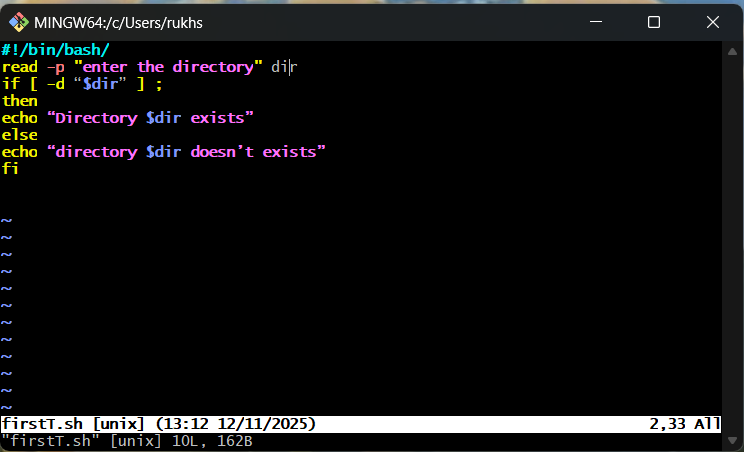 MINGW64:/c/Users/rukhs
#!/bin/bash/
read -p "enter the directory" dir
if [ -d “$dir” ] ;
then
echo “Directory $dir exists”
else
echo “directory $dir doesn’t exists”
fi
~
~
~
~
~
~
~
~
~
~
~
~
firstT.sh [unix] (13:12 12/11/2025) 2,33 All
"firstT.sh" [unix] 10L, 162B